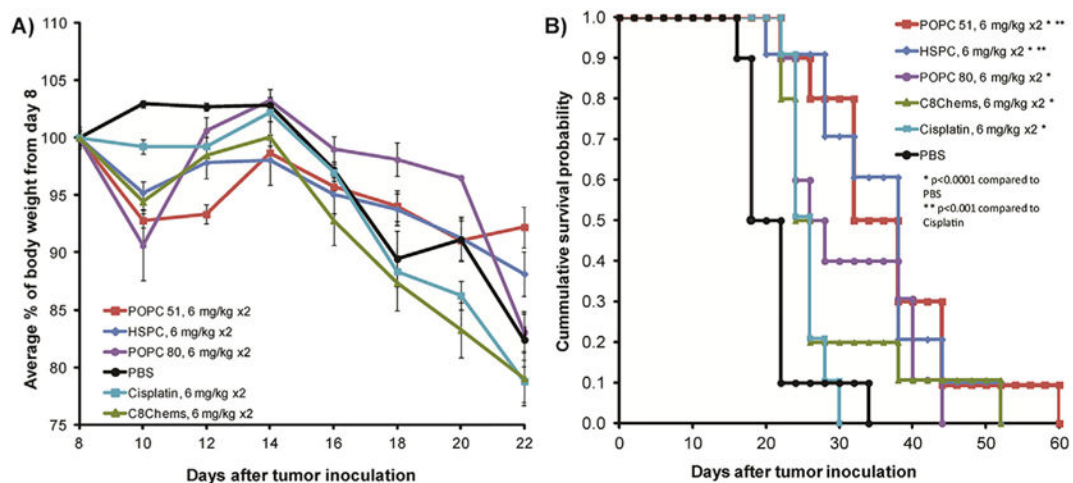 A)
Average % of body weight from day 8
110
105
100
95
90
85
80
75
POPC 51, 6 mg/kg x2
HSPC, 6 mg/kg x2
POPC 80, 6 mg/kg x2
PBS
Cisplatin, 6 mg/kg x2
C8Chems, 6 mg/kg x2
8 10 12 14 16 18 20 22
Days after tumor inoculation
B)
Cummulative survival probability
1.0
0.9
0.8
0.7
0.6
0.5
0.4
0.3
0.2
0.1
0.0
POPC 51, 6 mg/kg x2 * **
HSPC, 6 mg/kg x2 * **
POPC 80, 6 mg/kg x2 *
C8Chems, 6 mg/kg x2 *
Cisplatin, 6 mg/kg x2 *
PBS
* p<0.0001 compared to
PBS
** p<0.001 compared to
Cisplatin
0 10 20 30 40 50 60
Days after tumor inoculation